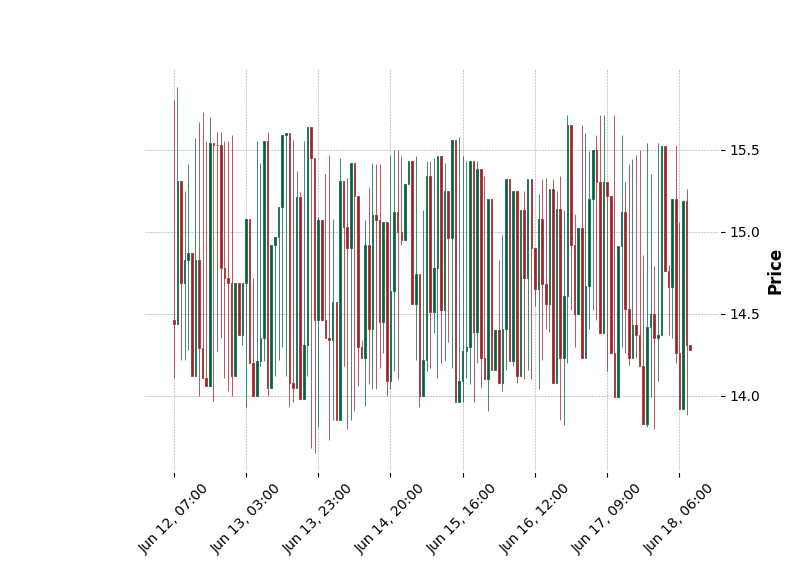 15.5
15.0
14.5
14.0
Price
Jun 12, 07:00
Jun 13, 03:00
Jun 13, 23:00
Jun 14, 20:00
Jun 15, 16:00
Jun 16, 12:00
Jun 17, 09:00
Jun 18, 06:00